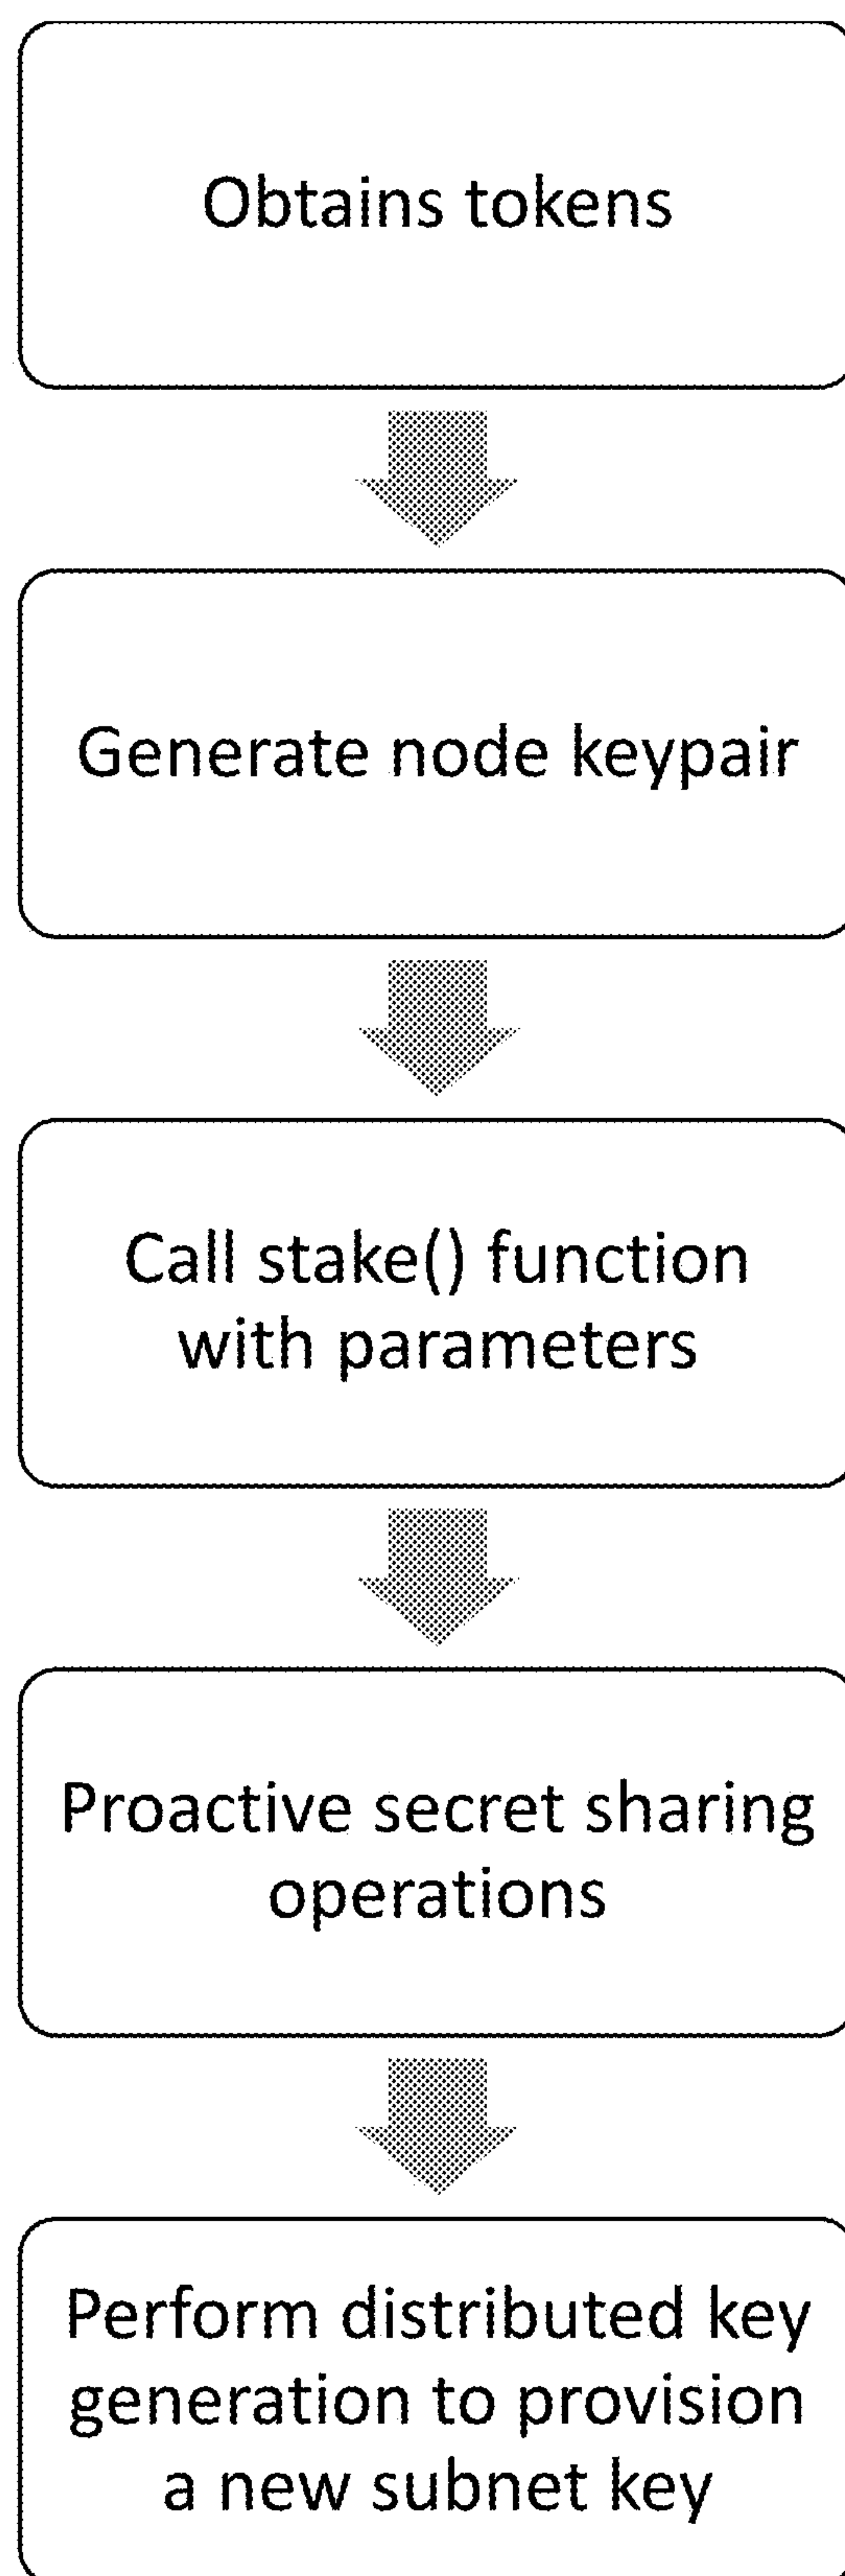 Obtains tokens
Generate node keypair
Call stake() function
with parameters
Proactive secret sharing
operations
Perform distributed key
generation to provision
a new subnet key